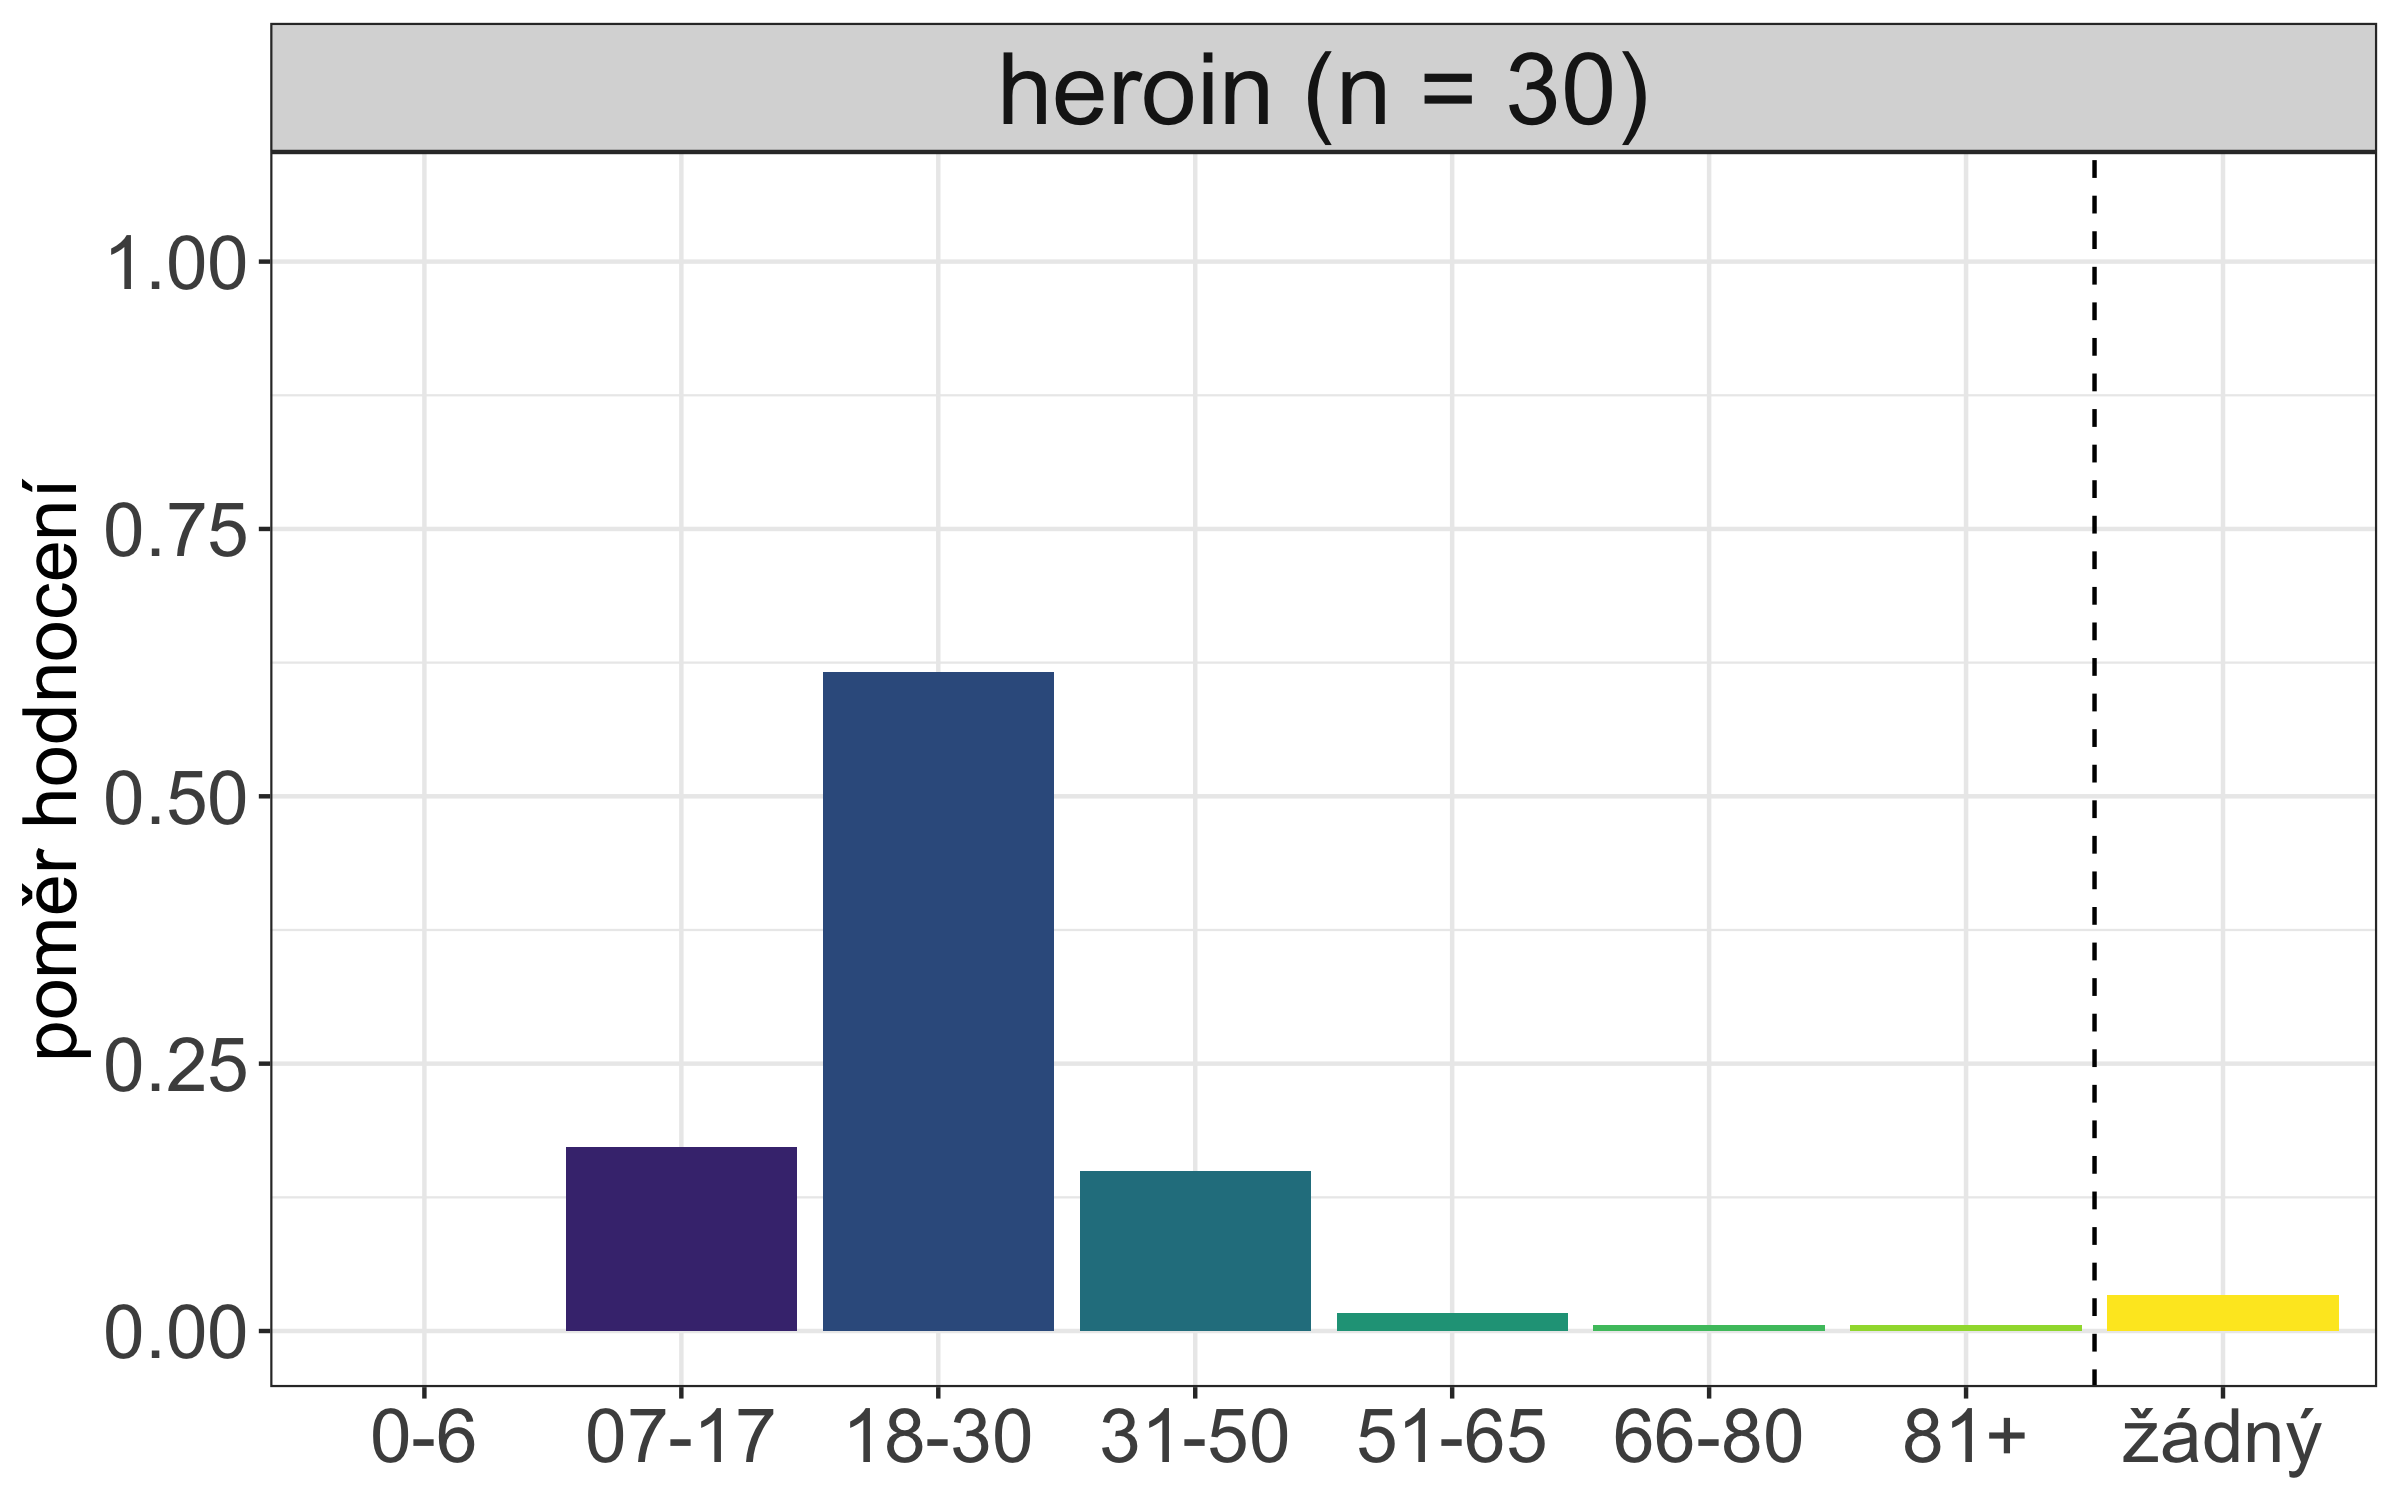 heroin (n = 30)
poměr hodnocení
1.00
0.75
0.50
0.25
0.00
0-6 07-17 18-30 31-50 51-65 66-80 81+ žádný